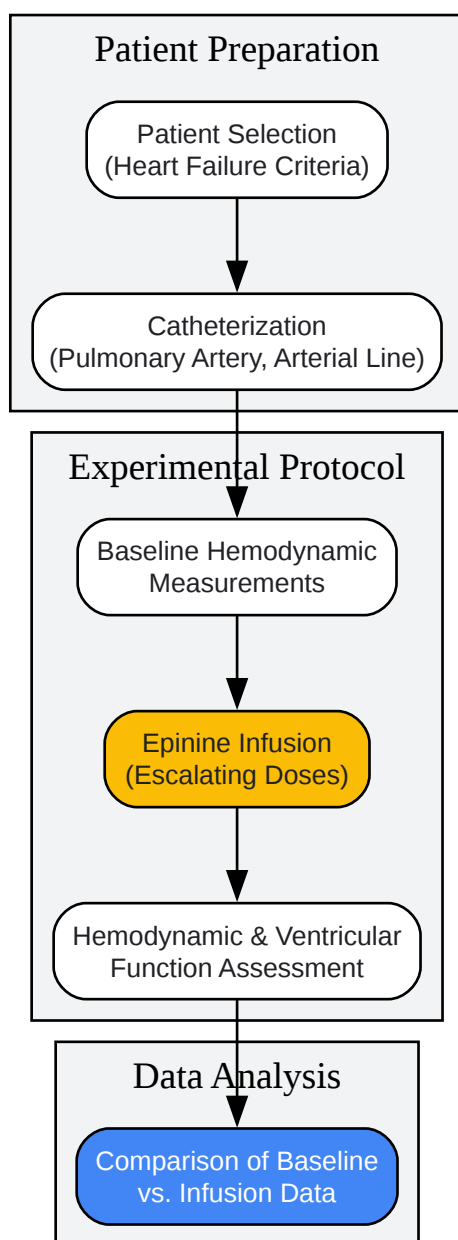 Patient Preparation
Patient Selection
(Heart Failure Criteria)
Catheterization
(Pulmonary Artery, Arterial Line)
Experimental Protocol
Baseline Hemodynamic
Measurements
Epinine Infusion
(Escalating Doses)
Hemodynamic & Ventricular
Function Assessment
Data Analysis
Comparison of Baseline
vs. Infusion Data